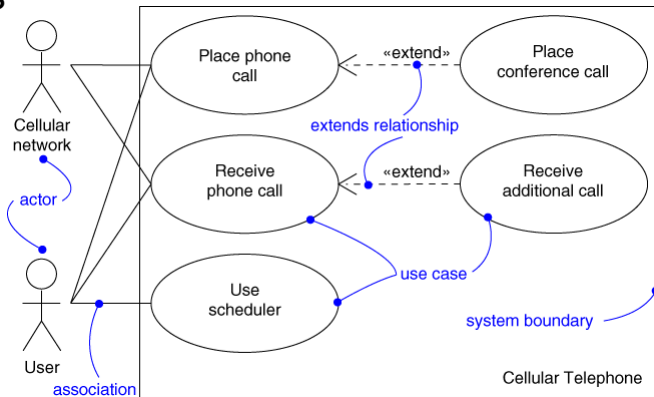 Place phone
call
«extend»
Place
conference call
Cellular
network
extends relationship
Receive
phone call
«extend»
Receive
additional call
actor
Use
scheduler
use case
system boundary
User
association
Cellular Telephone